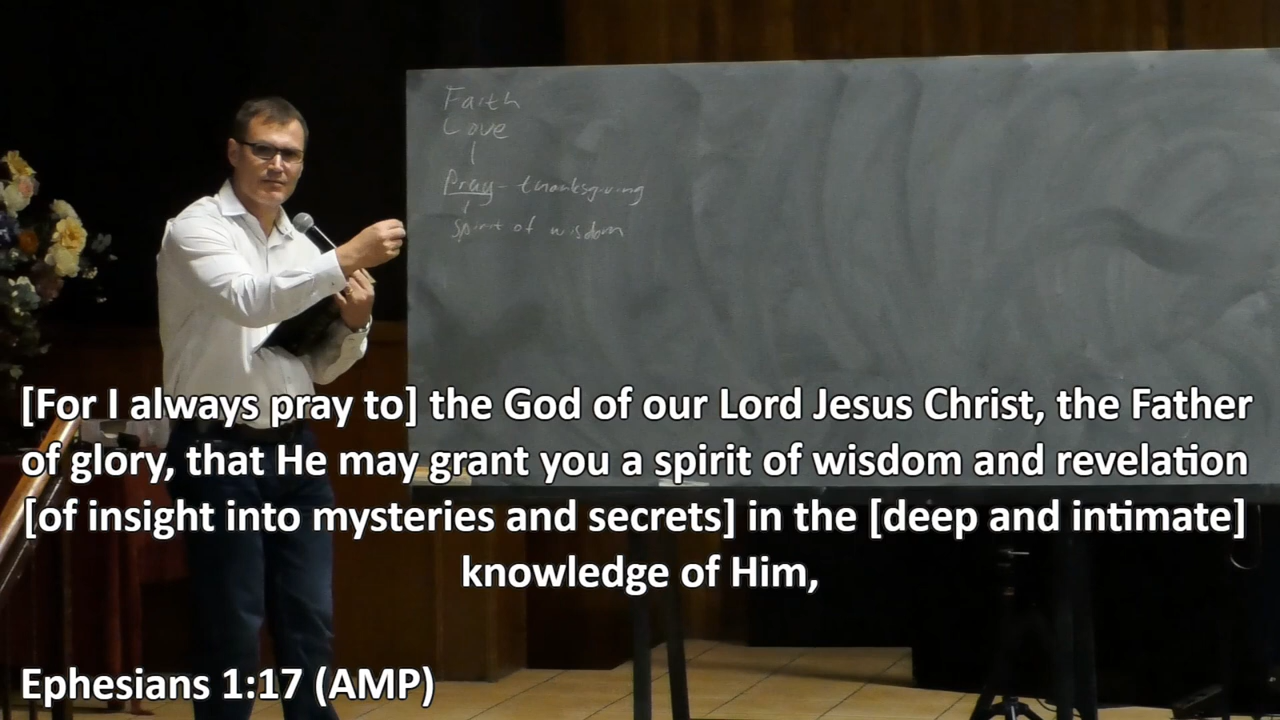 Faith
Love
Pray - thanksgiving
spirit of wisdom
[For I always pray to] the God of our Lord Jesus Christ, the Father
of glory, that He may grant you a spirit of wisdom and revelation
[of insight into mysteries and secrets] in the [deep and intimate]
knowledge of Him,
Ephesians 1:17 (AMP)